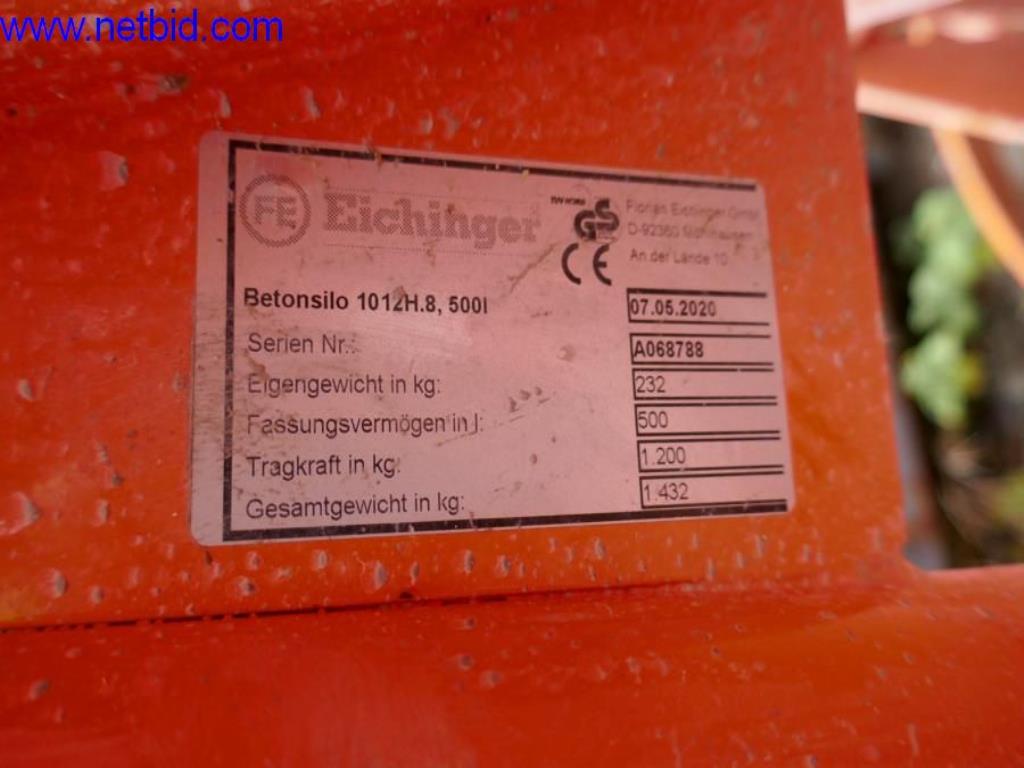 www.netbid.com
FE Eichinger
GS
CE
Florian Eichinger GmbH
D-92360 Mühlhausen
An der Lände 10
Betonsilo 1012H.8, 500l 07.05.2020
Serien Nr.: A068788
Eigengewicht in kg: 232
Fassungsvermögen in l: 500
Tragkraft in kg: 1.200
Gesamtgewicht in kg: 1.432